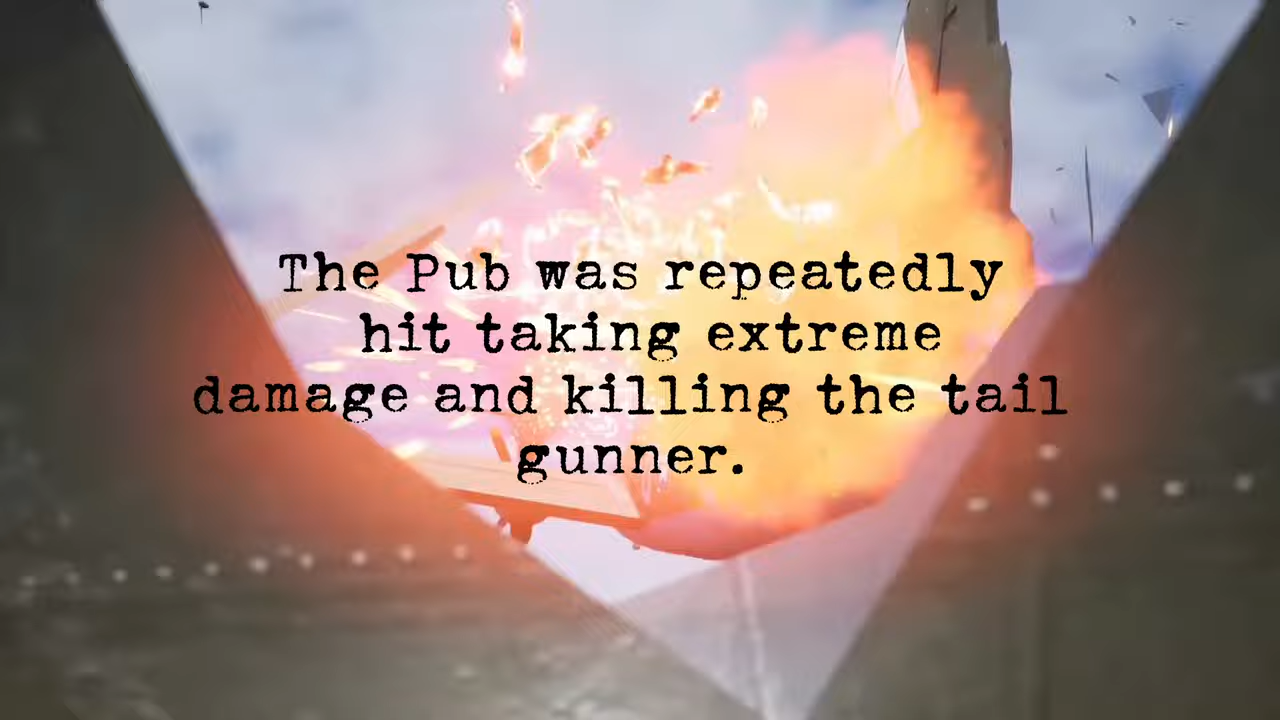 The Pub was repeatedly
hit taking extreme
damage and killing the tail
gunner.